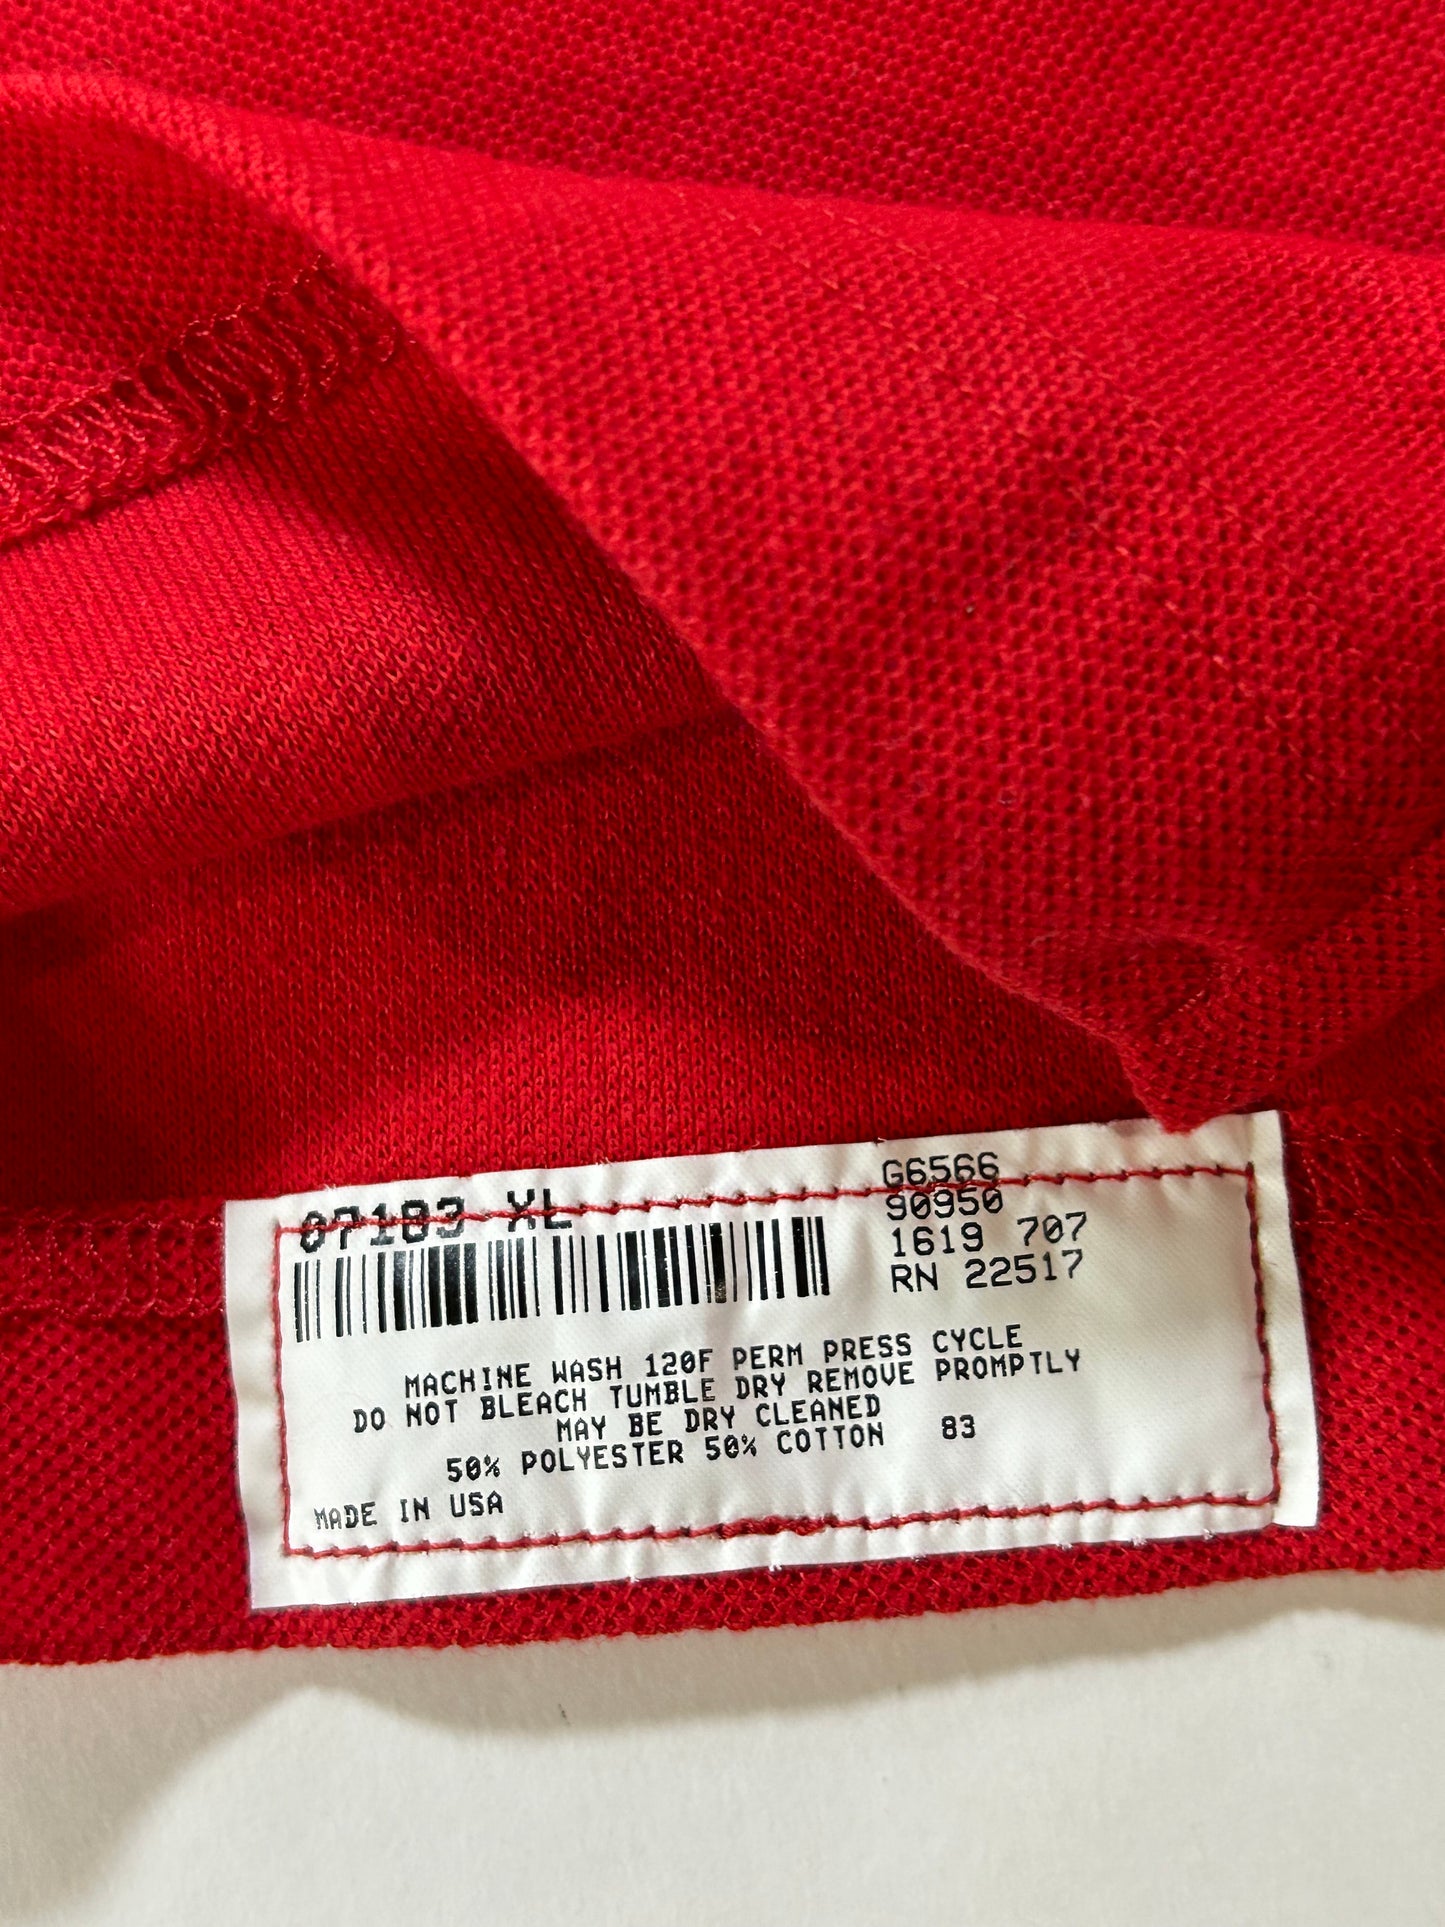 07183 XL
G6566
90950
1619 707
RN 22517
MACHINE WASH 120F PERM PRESS CYCLE
DO NOT BLEACH TUMBLE DRY REMOVE PROMPTLY
MAY BE DRY CLEANED
50% POLYESTER 50% COTTON 83
MADE IN USA